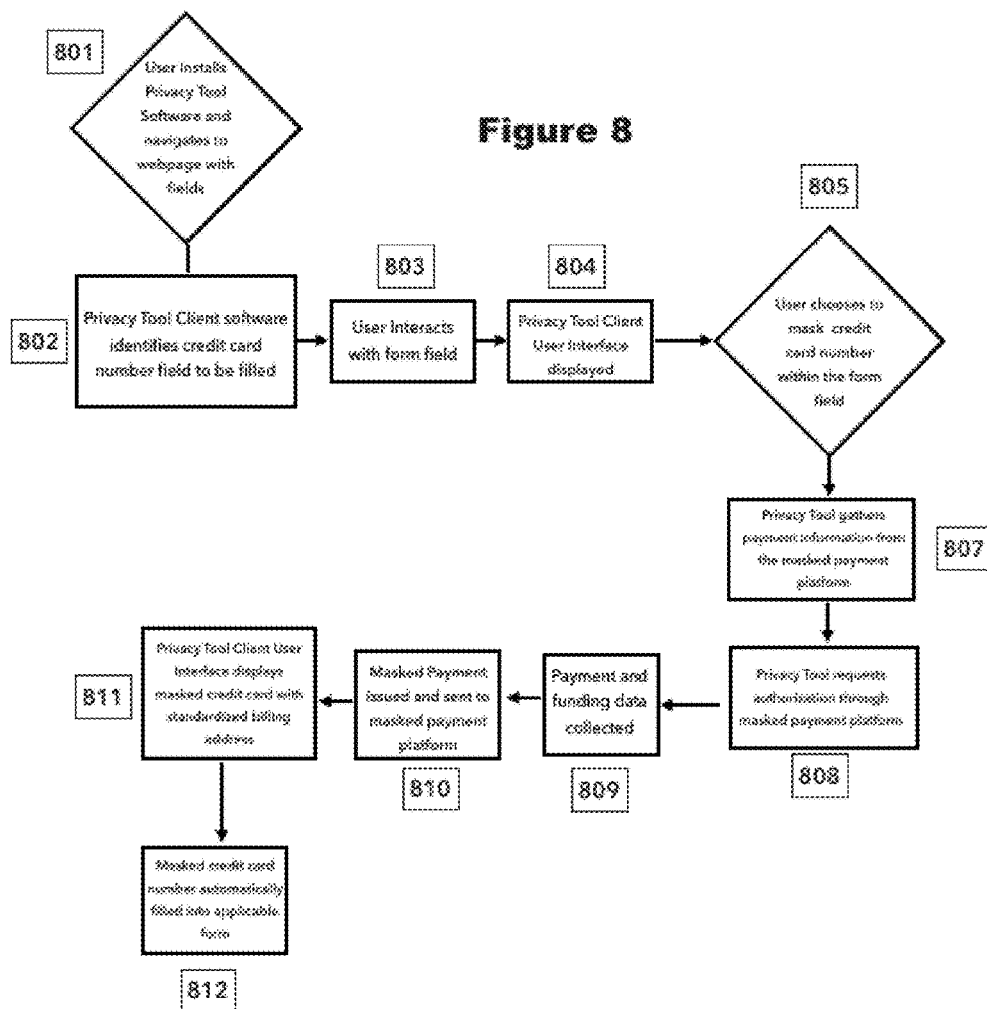 801
User Installs
Privacy Tool
Software and
navigates to
webpage with
fields
Figure 8
805
803
804
802
Privacy Tool Client software
identifies credit card
number field to be filled
User Interacts
with form field
Privacy Tool Client
User Interface
displayed
User chooses to
mask credit
card number
within the form
field
Privacy Tool gathers
payment information from
the masked payment
platform
807
811
Privacy Tool Client User
Interface displays
masked credit card with
standardized billing
address
Masked Payment
issued and sent to
masked payment
platform
Payment and
funding data
collected
Privacy Tool requests
authorization through
masked payment platform
810
809
808
Masked credit card
number automatically
filled into applicable
form
812